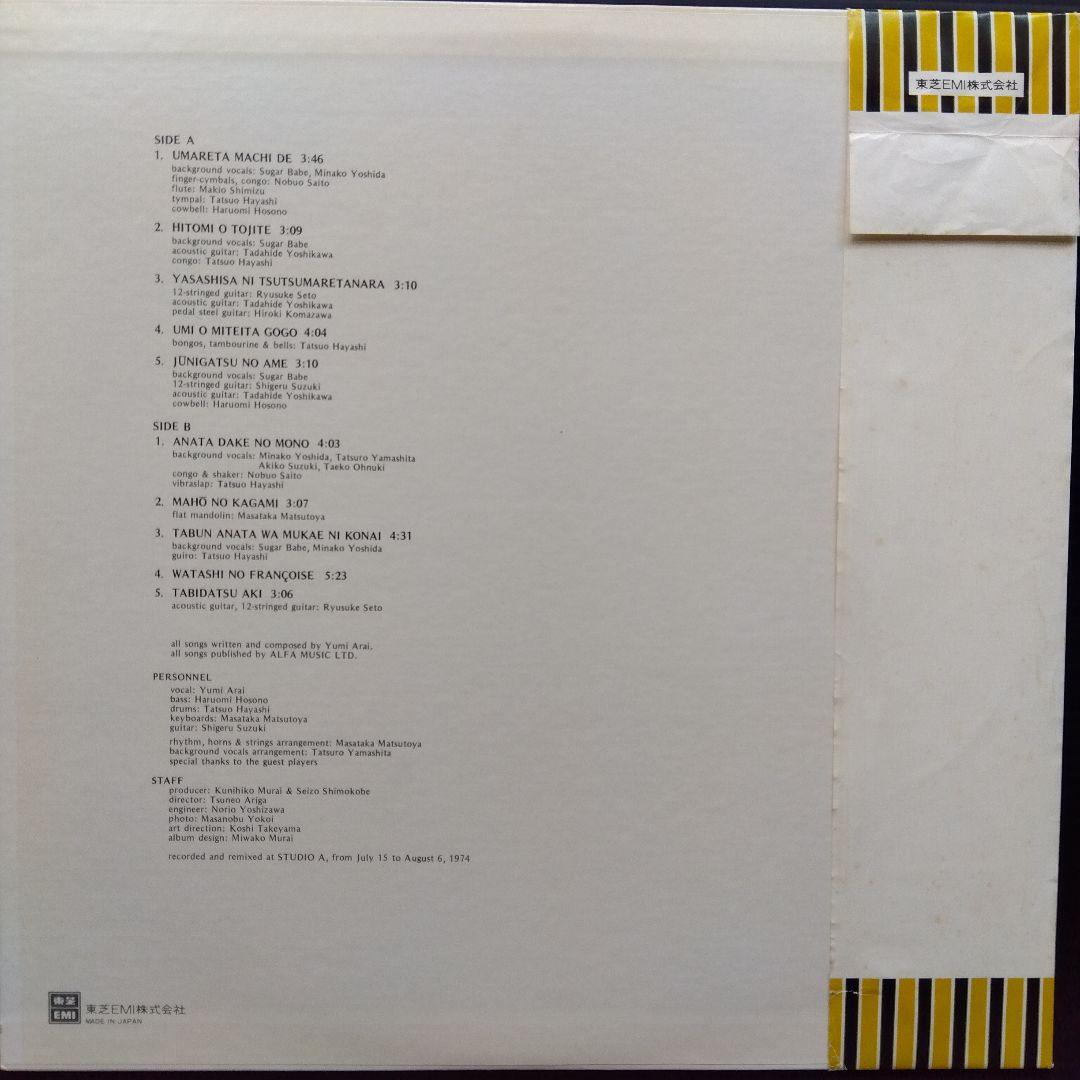 東芝EMI株式会社
SIDE A
1. UMARETA MACHI DE 3:46
background vocals: Sugar Babe, Minako Yoshida
finger-cymbals, congo: Nobuo Saito
flute: Makio Shimizu
tympal: Tatsuo Hayashi
cowbell: Haruomi Hosono
2. HITOMI O TOJITE 3:09
background vocals: Sugar Babe
acoustic guitar: Tadahide Yoshikawa
congo: Tatsuo Hayashi
3. YASASHISA NI TSUTSUMARETANARA 3:10
12-stringed guitar: Ryusuke Seto
acoustic guitar: Tadahide Yoshikawa
pedal steel guitar: Hiroki Komazawa
4. UMI O MITEITA GOGO 4:04
bongos, tambourine & bells: Tatsuo Hayashi
5. JŪNIGATSU NO AME 3:10
background vocals: Sugar Babe
12-stringed guitar: Shigeru Suzuki
acoustic guitar: Tadahide Yoshikawa
cowbell: Haruomi Hosono
SIDE B
1. ANATA DAKE NO MONO 4:03
background vocals: Minako Yoshida, Tatsuro Yamashita
Akiko Suzuki, Taeko Ohnuki
congo & shaker: Nobuo Saito
vibraslap: Tatsuo Hayashi
2. MAHŌ NO KAGAMI 3:07
flat mandolin: Masataka Matsutoya
3. TABUN ANATA WA MUKAE NI KONAI 4:31
background vocals: Sugar Babe, Minako Yoshida
guiro: Tatsuo Hayashi
4. WATASHI NO FRANÇOISE 5:23
5. TABIDATSU AKI 3:06
acoustic guitar, 12-stringed guitar: Ryusuke Seto
all songs written and composed by Yumi Arai.
all songs published by ALFA MUSIC LTD.
PERSONNEL
vocal: Yumi Arai
bass: Haruomi Hosono
drums: Tatsuo Hayashi
keyboards: Masataka Matsutoya
guitar: Shigeru Suzuki
rhythm, horns & strings arrangement: Masataka Matsutoya
background vocals arrangement: Tatsuro Yamashita
special thanks to the guest players
STAFF
producer: Kunihiko Murai & Seizo Shimokobe
director: Tsuneo Ariga
engineer: Norio Yoshizawa
photo: Masanobu Yokoi
art direction: Koshi Takeyama
album design: Miwako Murai
recorded and remixed at STUDIO A, from July 15 to August 6, 1974
東芝
EMI
東芝EMI株式会社
MADE IN JAPAN